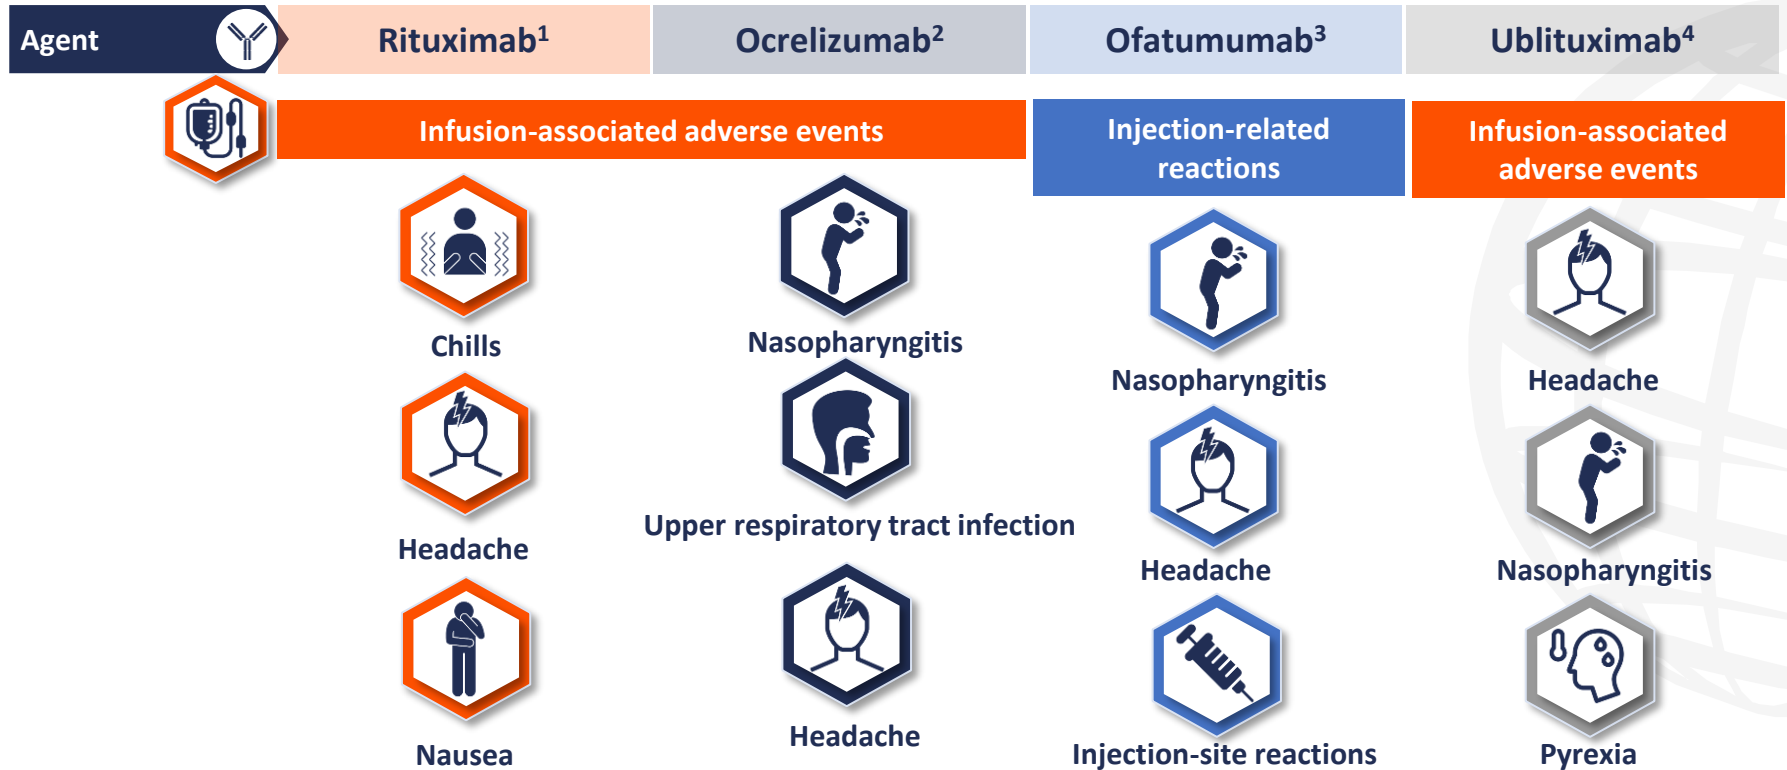 Agent
Rituximab1
Ocrelizumab2
Ofatumumab3
Ublituximab4
Infusion-associated adverse events
Injection-related
reactions
Infusion-associated
adverse events
Chills
Nasopharyngitis
Nasopharyngitis
Headache
Headache
Upper respiratory tract infection
Headache
Nasopharyngitis
Nausea
Headache
Injection-site reactions
Pyrexia